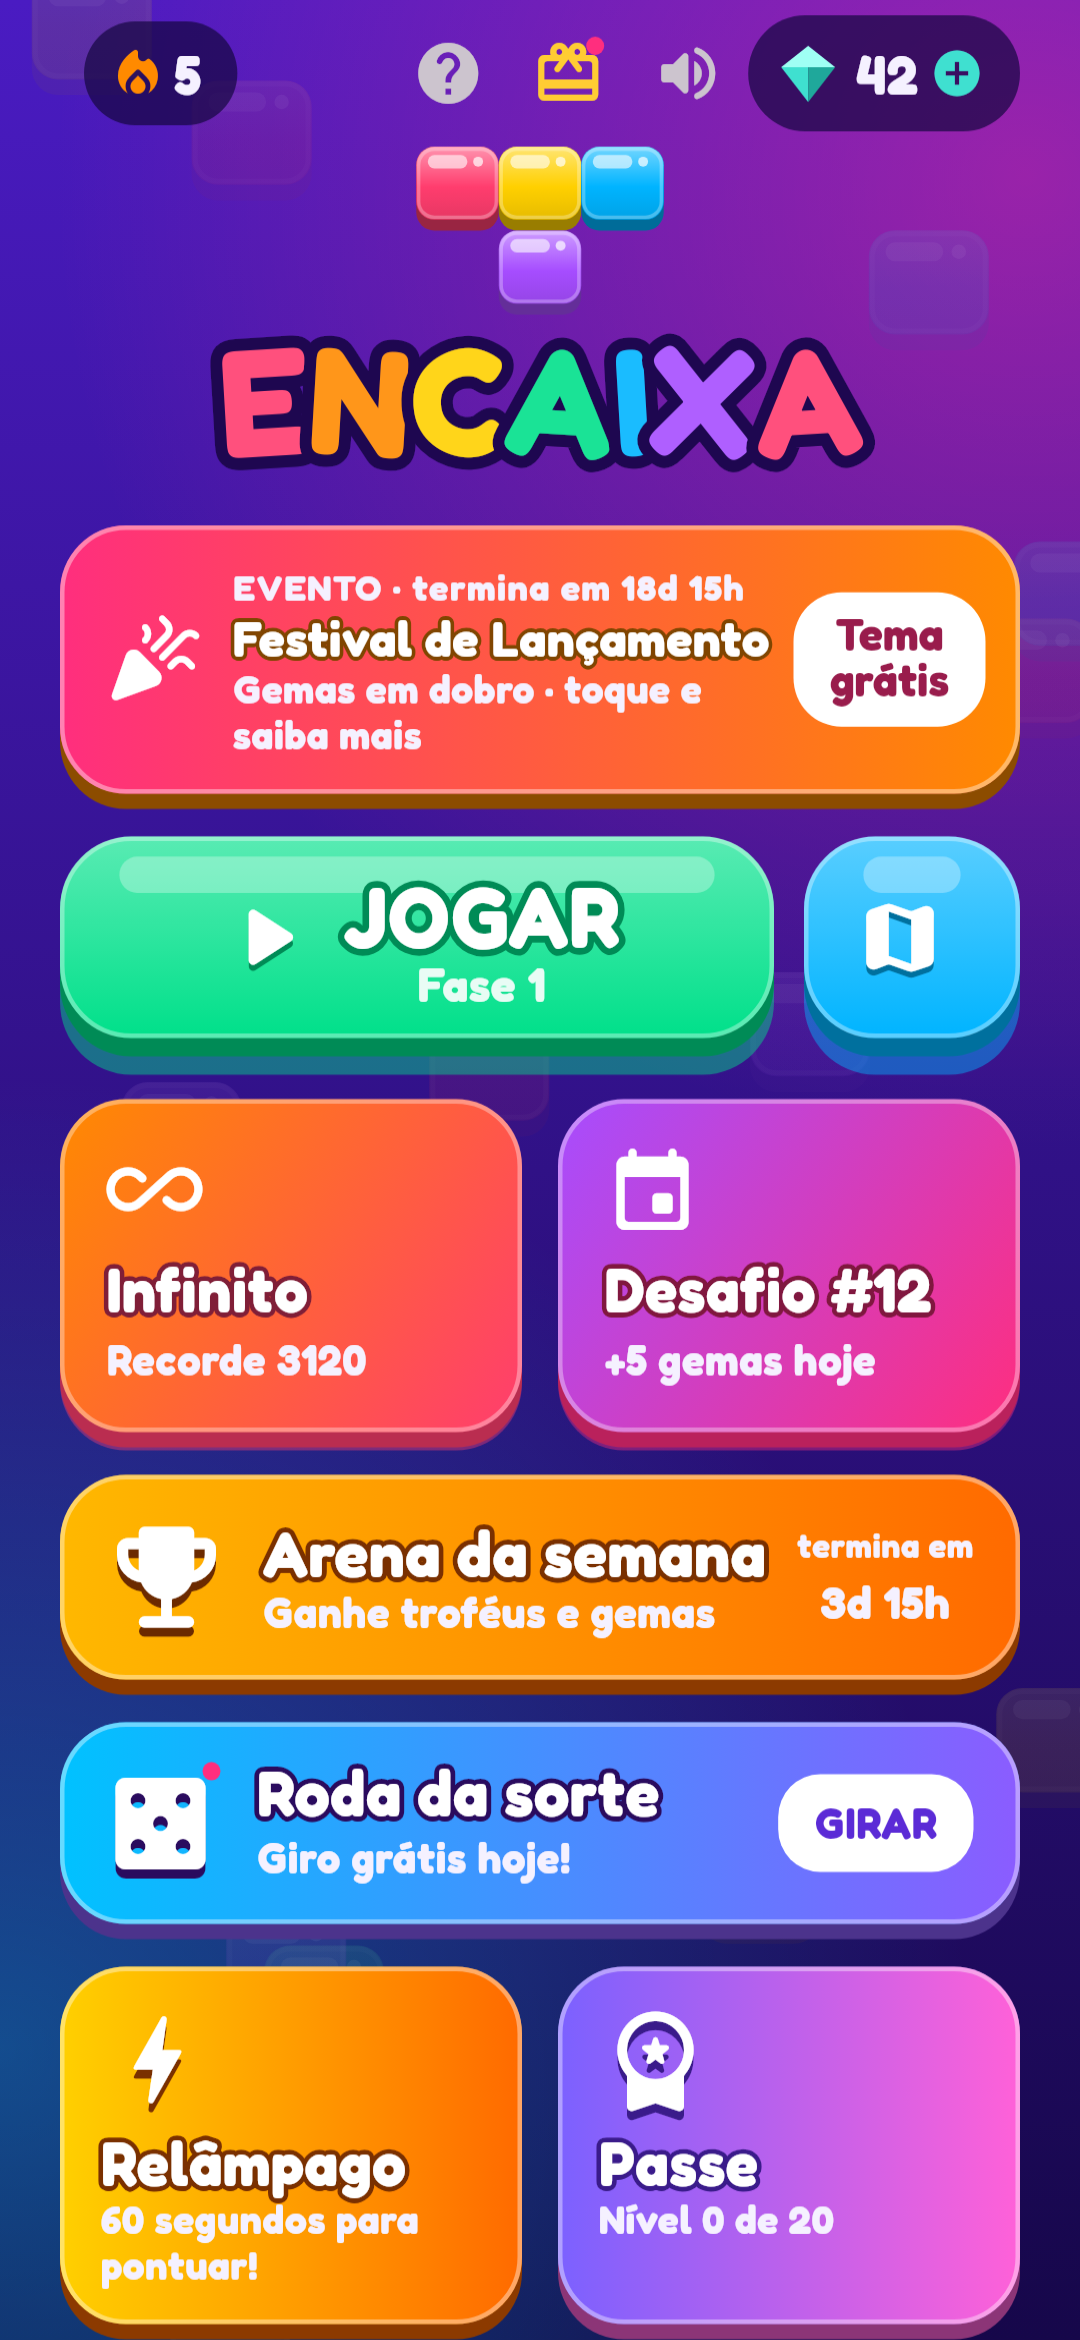 5
42
ENCAIXA
EVENTO · termina em 18d 15h
Festival de Lançamento
Gemas em dobro · toque e
saiba mais
Tema
grátis
JOGAR
Fase 1
Infinito
Recorde 3120
Desafio #12
+5 gemas hoje
Arena da semana
Ganhe troféus e gemas
termina em
3d 15h
Roda da sorte
Giro grátis hoje!
GIRAR
Relâmpago
60 segundos para
pontuar!
Passe
Nível 0 de 20